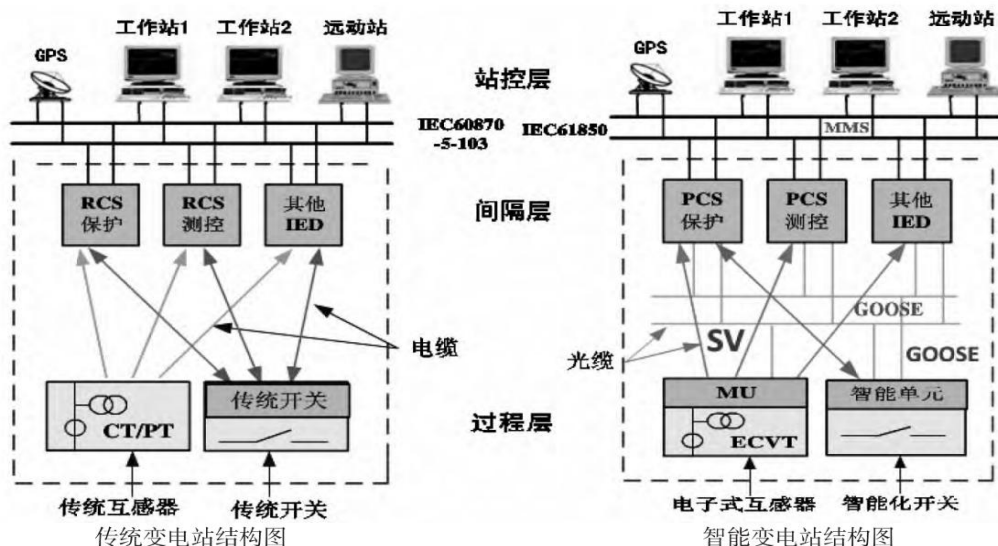 工作站1 工作站2 远动站
GPS
工作站1 工作站2 远动站
GPS
站控层
IEC60870
-5-103
IEC61850
MMS
RCS
保护
RCS
测控
其他
IED
间隔层
PCS
保护
PCS
测控
其他
IED
GOOSE
电缆
光缆
SV
GOOSE
CT/PT
传统开关
过程层
MU
ECVT
智能单元
传统互感器
传统开关
电子式互感器
智能化开关
传统变电站结构图
智能变电站结构图